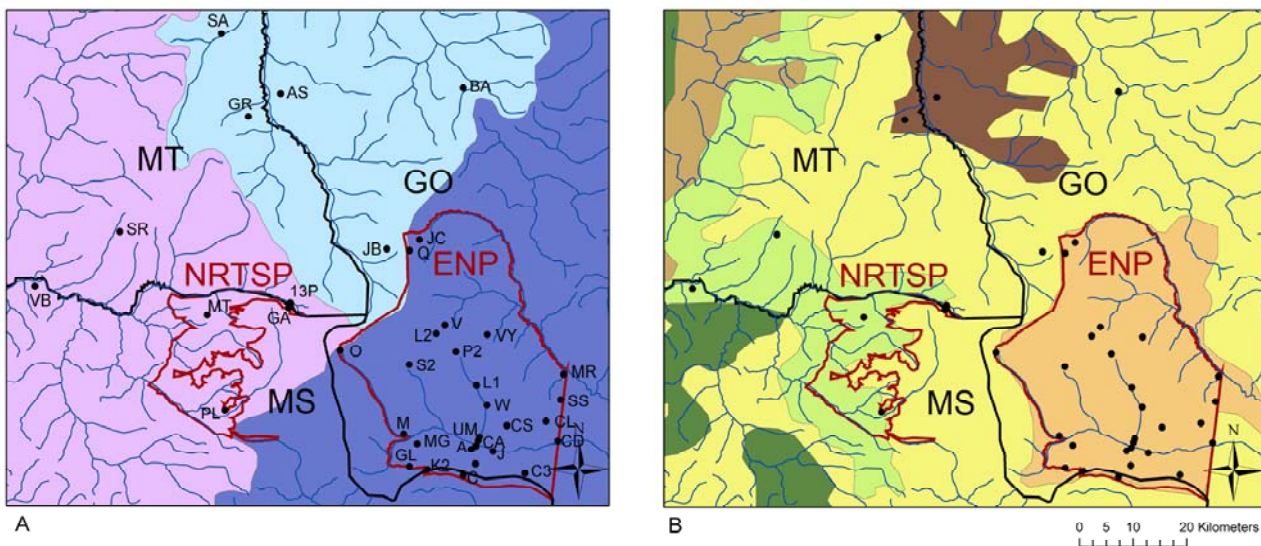 SA
AS
BA
GR
MT
GO
SR
JB
JC
Q
NRTSP
ENP
VB
13P
MT
GA
V
L2
VY
O
P2
S2
MR
L1
SS
MS
W
PL
CS
CL
N
M
UM
CA
CD
MG
A
J
GL
K2
C
C3
A
MT
GO
NRTSP
ENP
MS
N
B
0 5 10 20 Kilometers